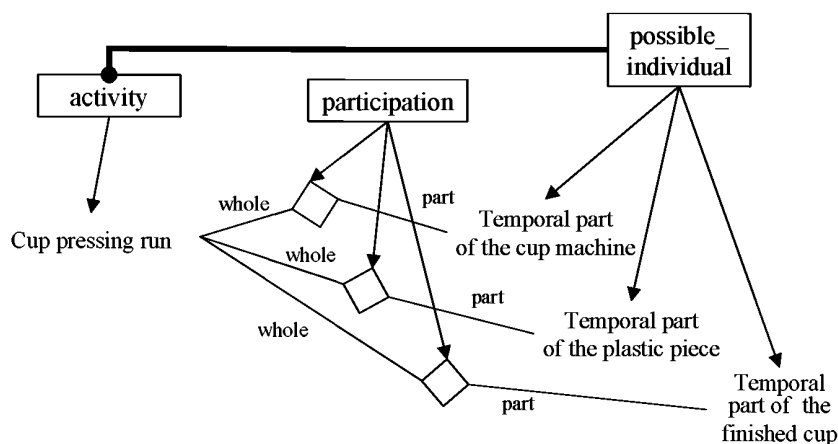 possible_
individual
activity
participation
whole
part
Cup pressing run
Temporal part
of the cup machine
whole
part
whole
Temporal part
of the plastic piece
part
Temporal
part of the
finished cup